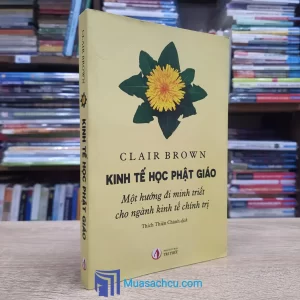 CLAIR BROWN
KINH TẾ HỌC PHẬT GIÁO
Một hướng đi minh triết
cho ngành kinh tế chính trị
Thích Thiện Chánh dịch
KINH TẾ HỌC PHẬT GIÁO
Muasachcu.com